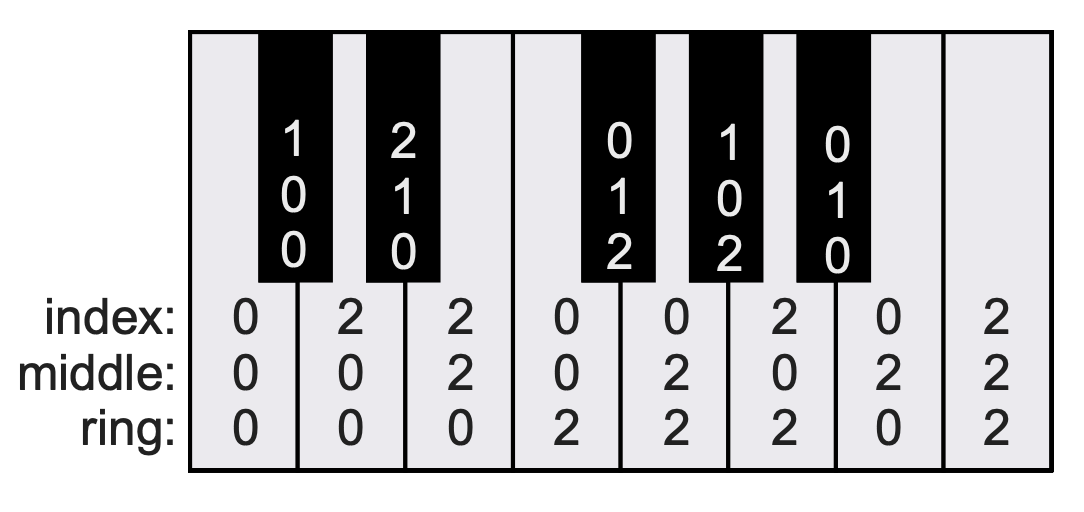 1 2 0 1 0
0 1 1 0 1
0 0 2 2 0
index: 0 2 2 0 0 2 0 2
middle: 0 0 2 0 2 0 2 2
ring: 0 0 0 2 2 2 0 2